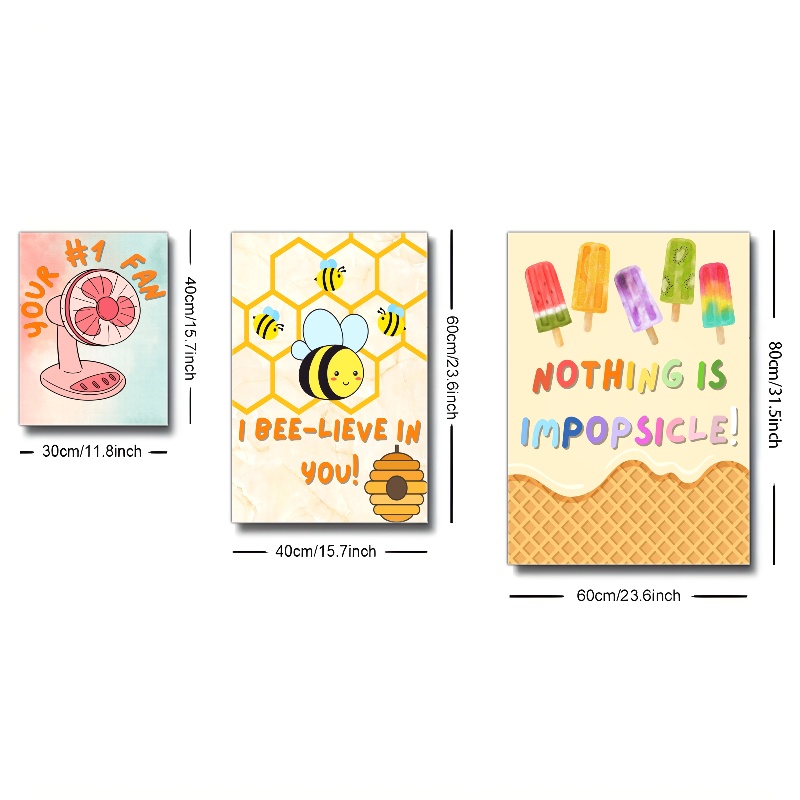 YOUR #1 FAN
40cm/15.7inch
30cm/11.8inch
I BEE-LIEVE IN
YOU!
60cm/23.6inch
40cm/15.7inch
NOTHING IS
IMPOPSICLE!
80cm/31.5inch
60cm/23.6inch